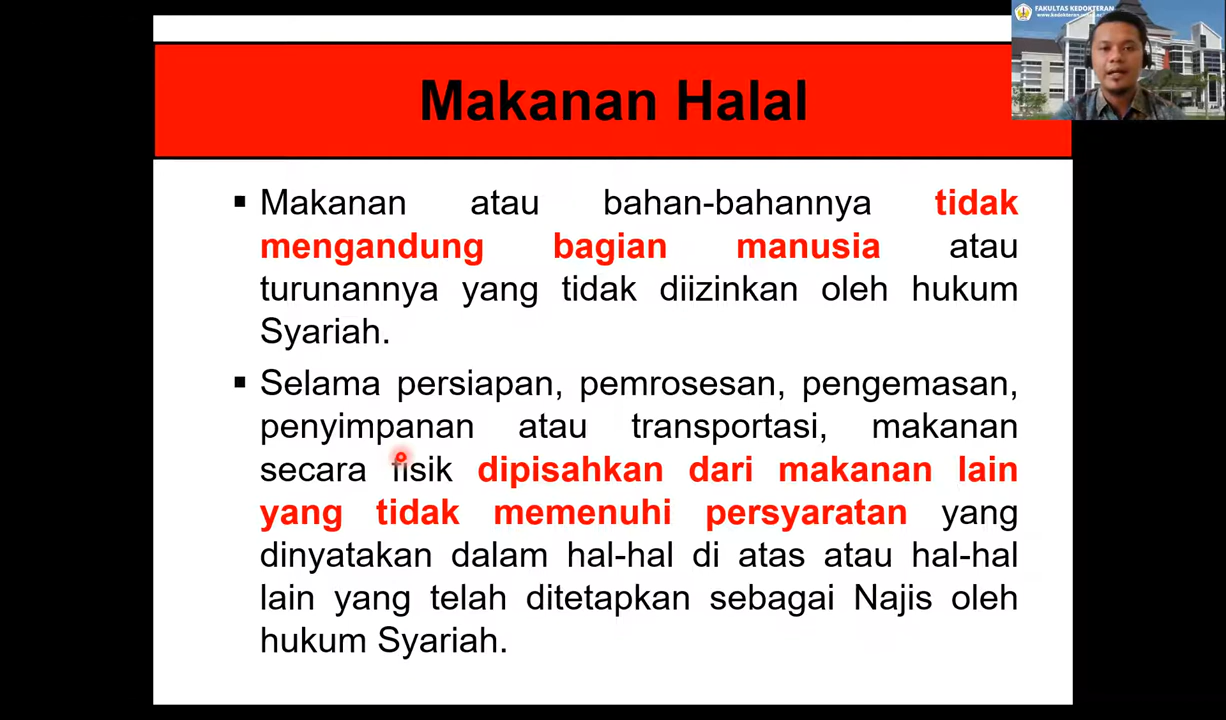 FAKULTAS KEDOKTERAN
Makanan Halal
▪ Makanan atau bahan-bahannya tidak
mengandung bagian manusia atau
turunannya yang tidak diizinkan oleh hukum
Syariah.
▪ Selama persiapan, pemrosesan, pengemasan,
penyimpanan atau transportasi, makanan
secara fisik dipisahkan dari makanan lain
yang tidak memenuhi persyaratan yang
dinyatakan dalam hal-hal di atas atau hal-hal
lain yang telah ditetapkan sebagai Najis oleh
hukum Syariah.